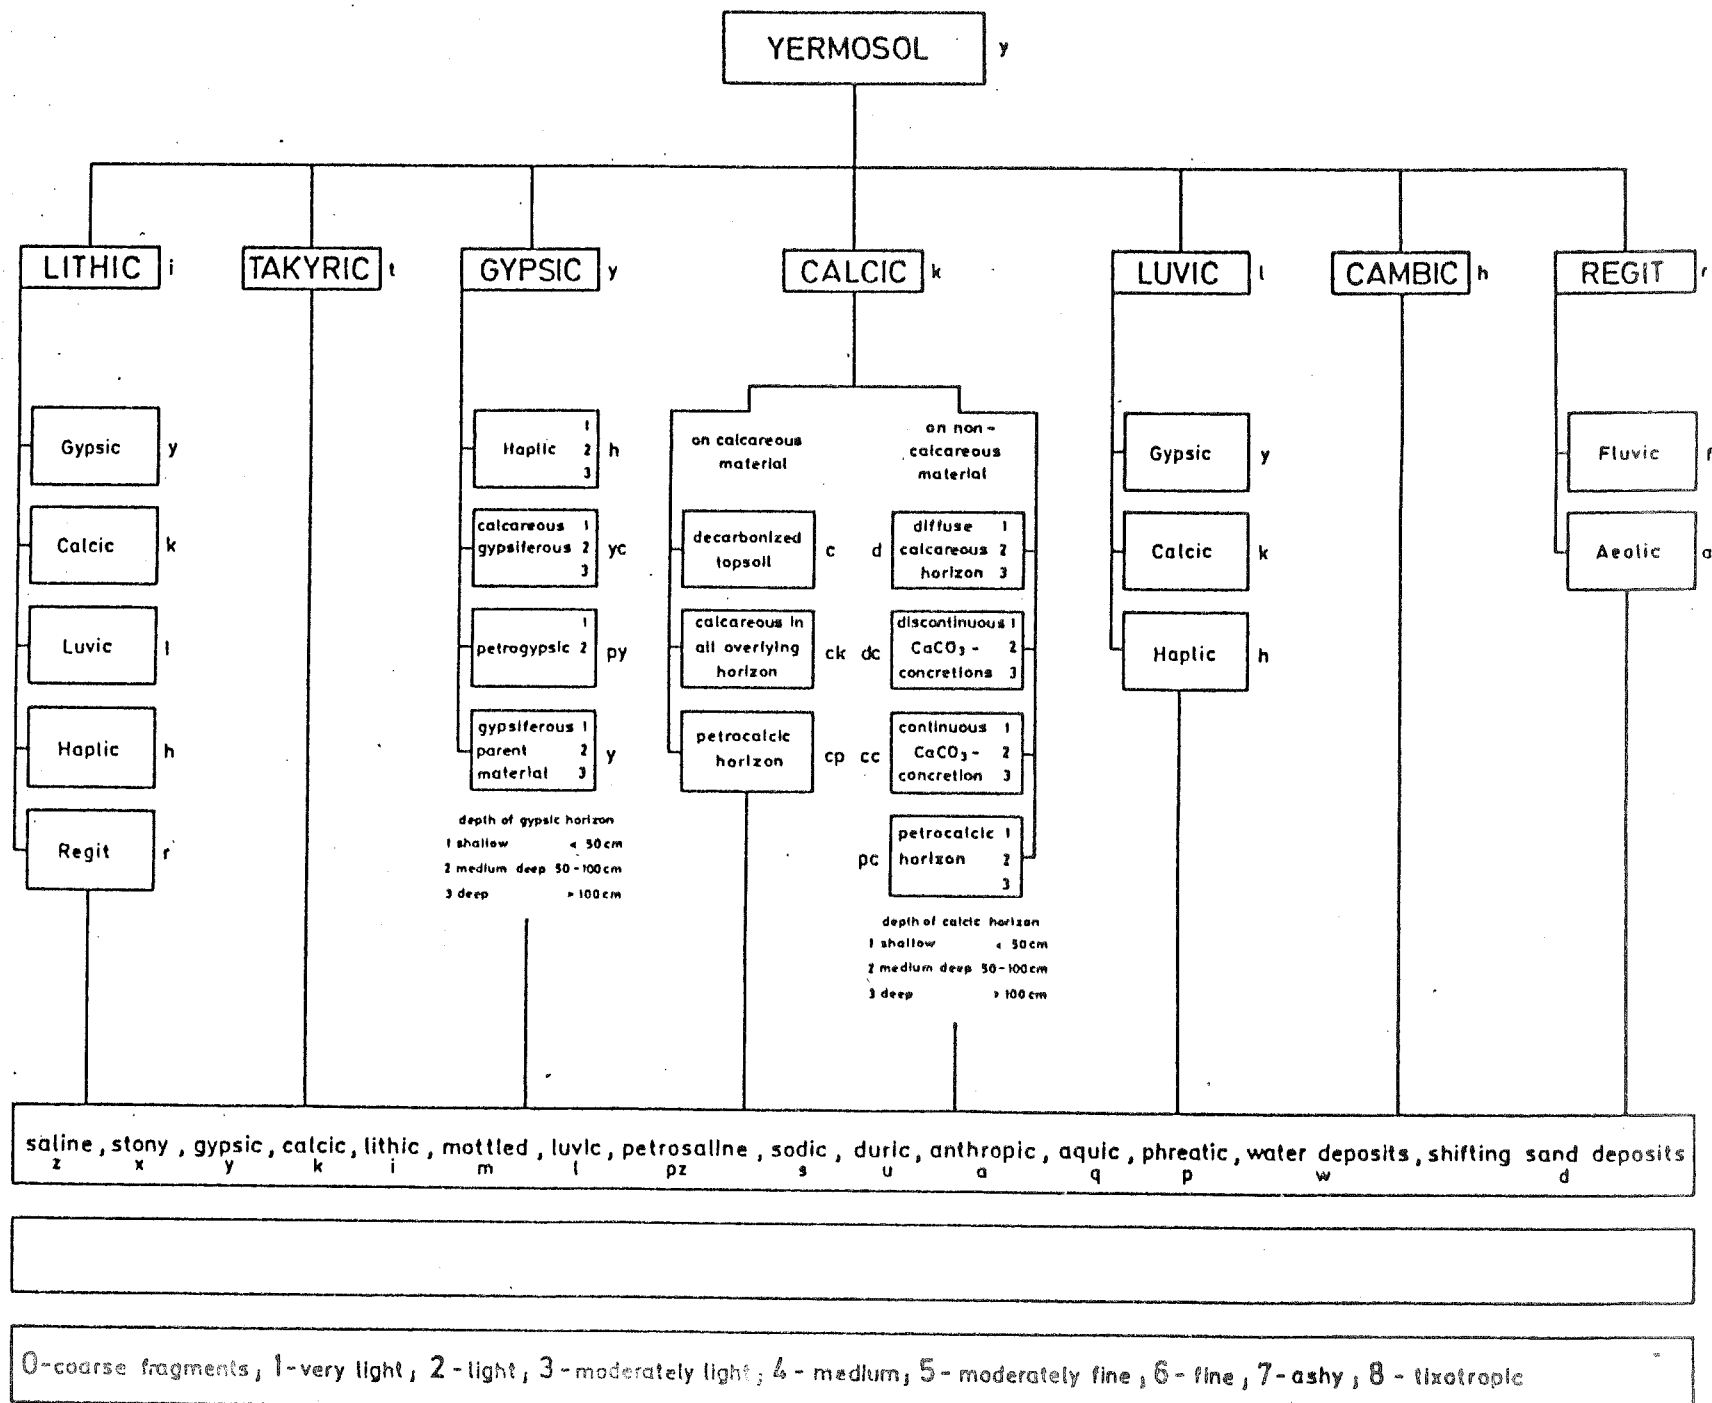 YERMOSOL y
LITHIC i
TAKYRIC t
GYPSIC y
CALCIC k
LUVIC l
CAMBIC h
REGIT r
Gypsic y
Calcic k
Luvic l
Haplic h
Regit r
1
Haplic 2 h
3
calcareous 1
gypsiferous 2 yc
3
1
petrogypsic 2 py
gypsiferous 1
parent 2 y
material 3
depth of gypsic horizon
1 shallow < 50cm
2 medium deep 50-100cm
3 deep > 100cm
on calcareous
material
decarbonized
topsoil c
calcareous in
all overlying ck
horizon
petrocalcic
horizon cp
on non-
calcareous
material
diffuse 1
d calcareous 2
horizon 3
discontinuous 1
dc CaCO₃- 2
concretions 3
continuous 1
cc CaCO₃- 2
concretion 3
petrocalcic 1
pc horizon 2
3
depth of calcic horizon
1 shallow < 50cm
2 medium deep 50-100cm
3 deep > 100cm
Gypsic y
Calcic k
Haplic h
Fluvic f
Aeolic a
saline, stony, gypsic, calcic, lithic, mottled, luvic, petrosaline, sodic, duric, anthropic, aquic, phreatic, water deposits, shifting sand deposits
z x y k i m l pz s u a q p w d
0-coarse fragments; 1-very light; 2-light; 3-moderately light; 4-medium; 5-moderately fine; 6-fine; 7-ashy; 8-tixotropic